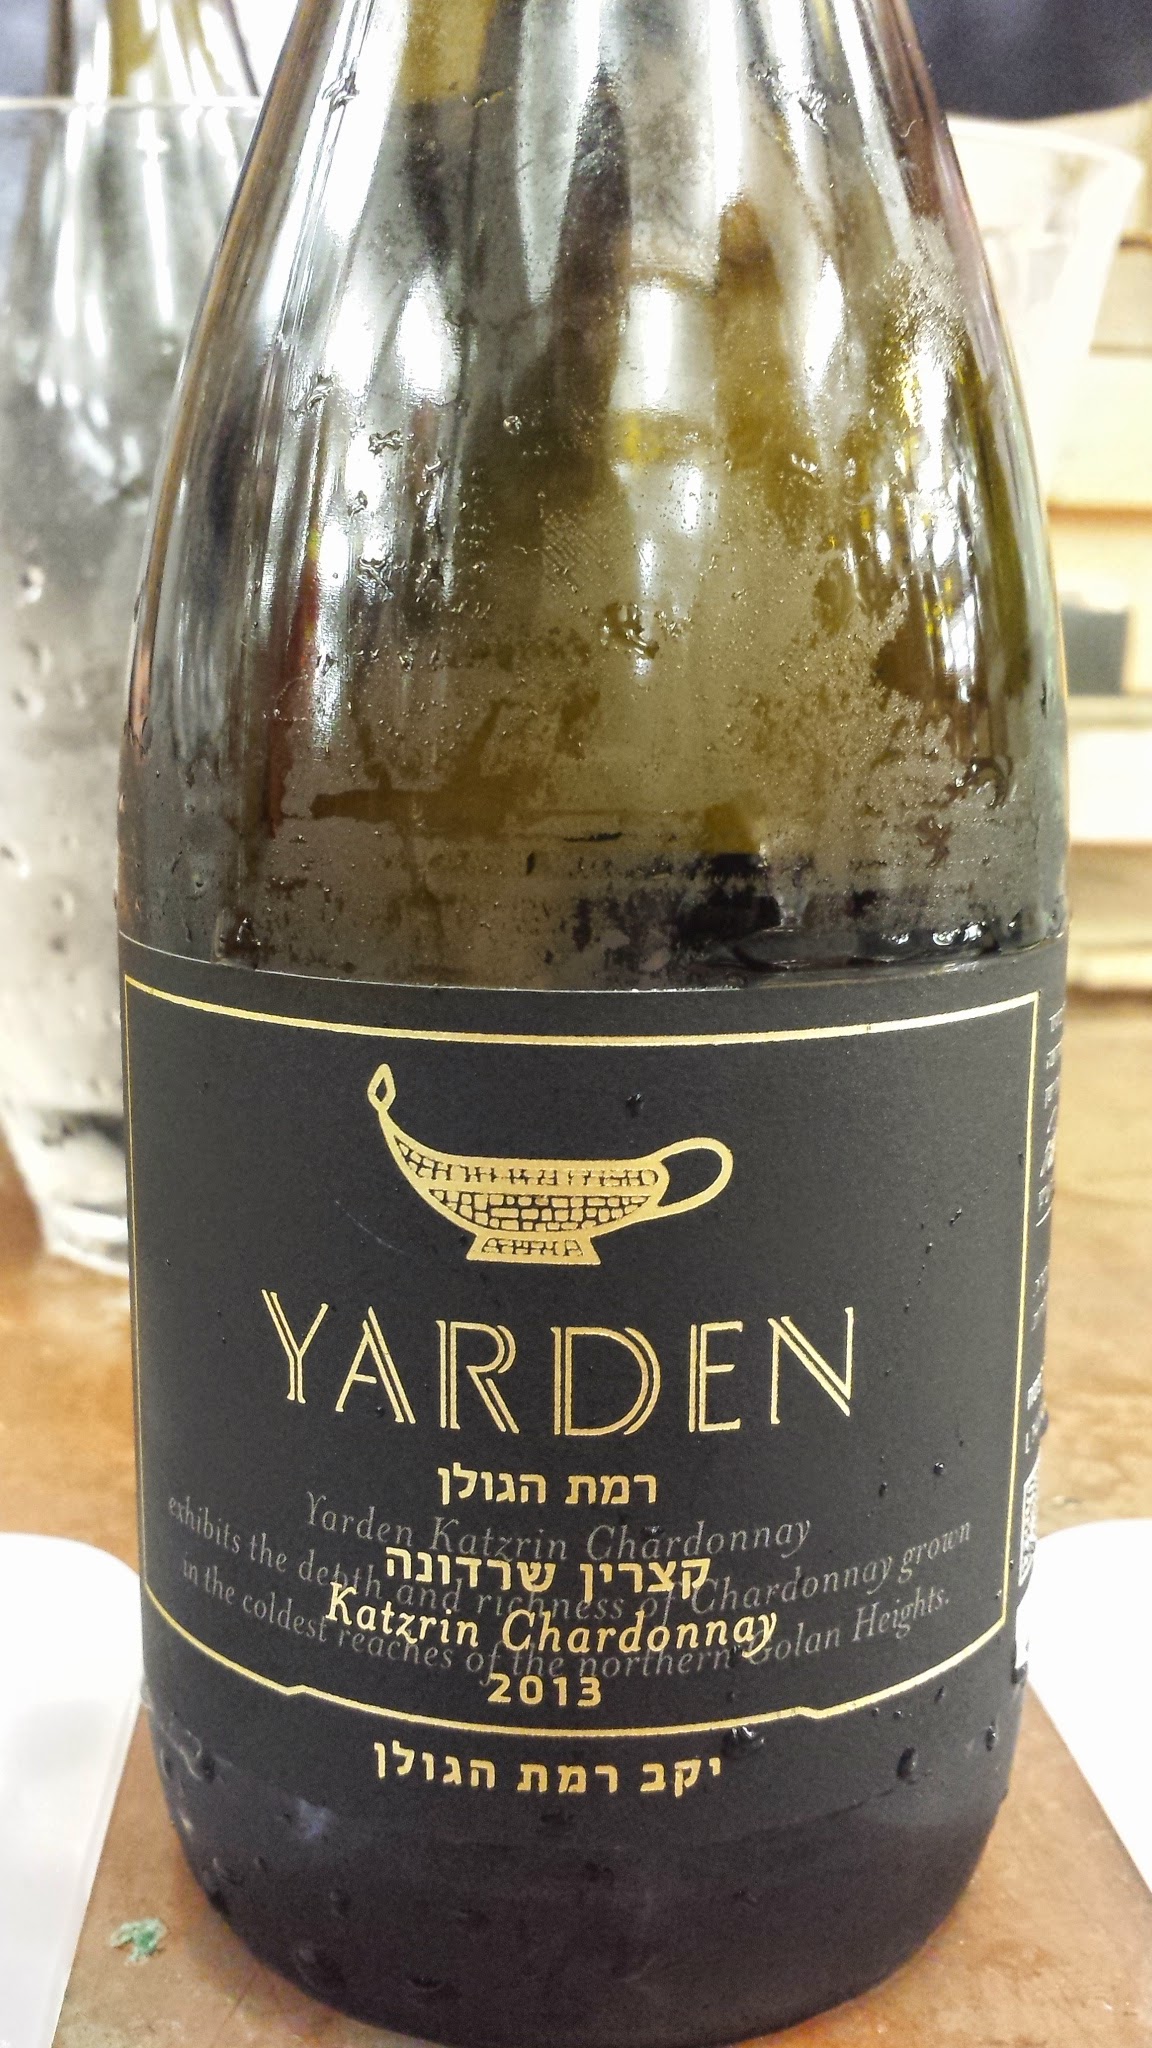 YARDEN
רמת הגולן
Yarden Katzrin Chardonnay
exhibits the depth and richness of Chardonnay grown
in the coldest reaches of the northern Golan Heights.
קצרין שרדונה
Katzrin Chardonnay
2013
יקב רמת הגולן